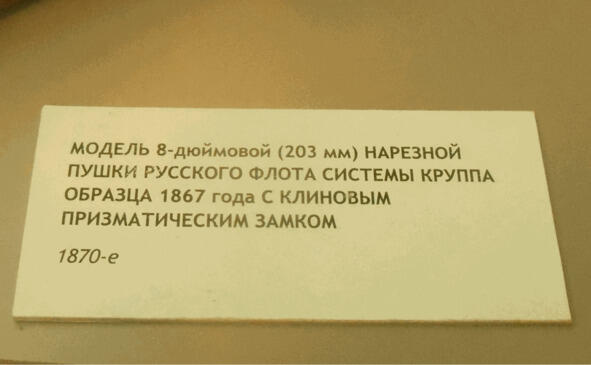 МОДЕЛЬ 8-дюймовой (203 мм) НАРЕЗНОЙ
ПУШКИ РУССКОГО ФЛОТА СИСТЕМЫ КРУППА
ОБРАЗЦА 1867 года С КЛИНОВЫМ
ПРИЗМАТИЧЕСКИМ ЗАМКОМ
1870-е